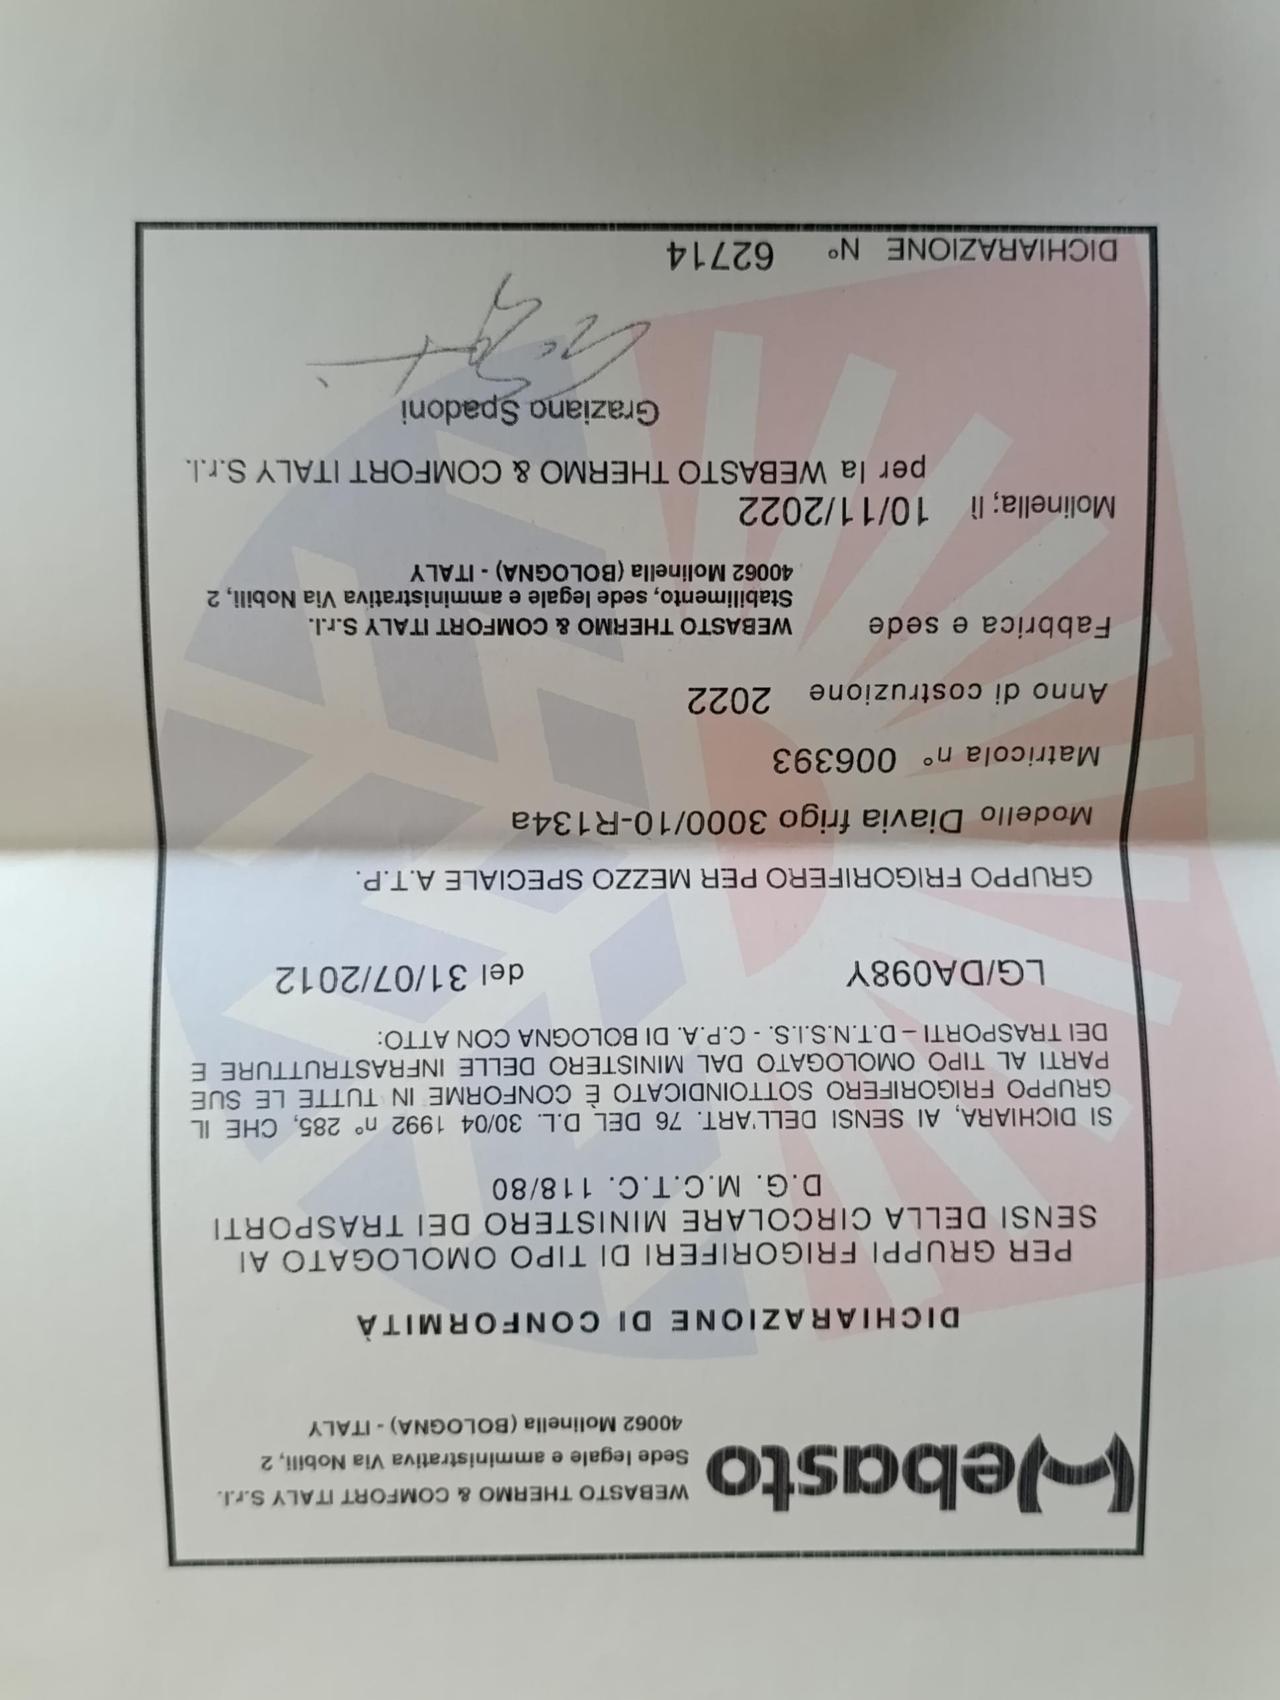 Webasto
WEBASTO THERMO & COMFORT ITALY S.r.l.
Sede legale e amministrativa Via Nobili, 2
40062 Molinella (BOLOGNA) - ITALY
DICHIARAZIONE DI CONFORMITÀ
PER GRUPPI FRIGORIFERI DI TIPO OMOLOGATO AI
SENSI DELLA CIRCOLARE MINISTERO DEI TRASPORTI
D.G. M.C.T.C. 118/80
SI DICHIARA, AI SENSI DELL'ART. 76 DEL D.L. 30/04 1992 n° 285, CHE IL
GRUPPO FRIGORIFERO SOTTOINDICATO È CONFORME IN TUTTE LE SUE
PARTI AL TIPO OMOLOGATO DAL MINISTERO DELLE INFRASTRUTTURE E
DEI TRASPORTI – D.T.N.S.I.S. - C.P.A. DI BOLOGNA CON ATTO:
LG/DA098Y del 31/07/2012
GRUPPO FRIGORIFERO PER MEZZO SPECIALE A.T.P.
Modello Diavia frigo 3000/10-R134a
Matricola n° 006393
Anno di costruzione 2022
Fabbrica e sede WEBASTO THERMO & COMFORT ITALY S.r.l.
Stabilimento, sede legale e amministrativa Via Nobili, 2
40062 Molinella (BOLOGNA) - ITALY
Molinella; lì 10/11/2022
per la WEBASTO THERMO & COMFORT ITALY S.r.l.
Graziano Spadoni
DICHIARAZIONE N° 62714